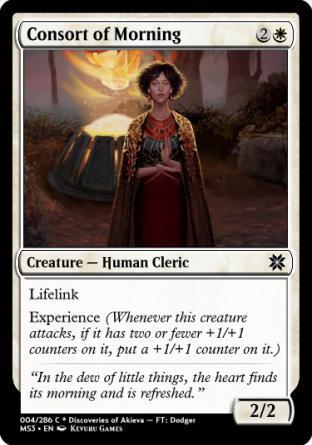 Consort of Morning 2
Creature — Human Cleric
Lifelink
Experience (Whenever this creature
attacks, if it has two or fewer +1/+1
counters on it, put a +1/+1 counter on it.)
“In the dew of little things, the heart finds
its morning and is refreshed.”
2/2
004/286 C * Discoveries of Akieva — FT: Dodger
MS3 • EN Kevuru Games